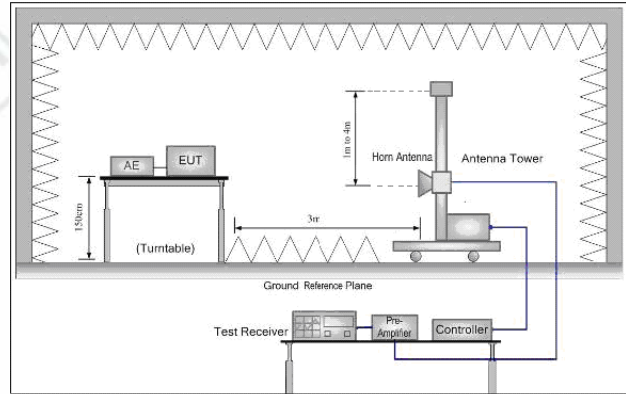 1m to 4m
Horn Antenna
Antenna Tower
AE
EUT
150cm
(Turntable)
3m
Ground Reference Plane
Test Receiver
Pre-
Amplifier
Controller